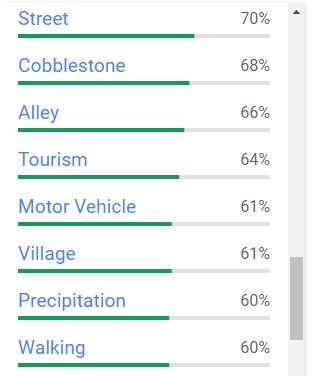 Street 70%
Cobblestone 68%
Alley 66%
Tourism 64%
Motor Vehicle 61%
Village 61%
Precipitation 60%
Walking 60%